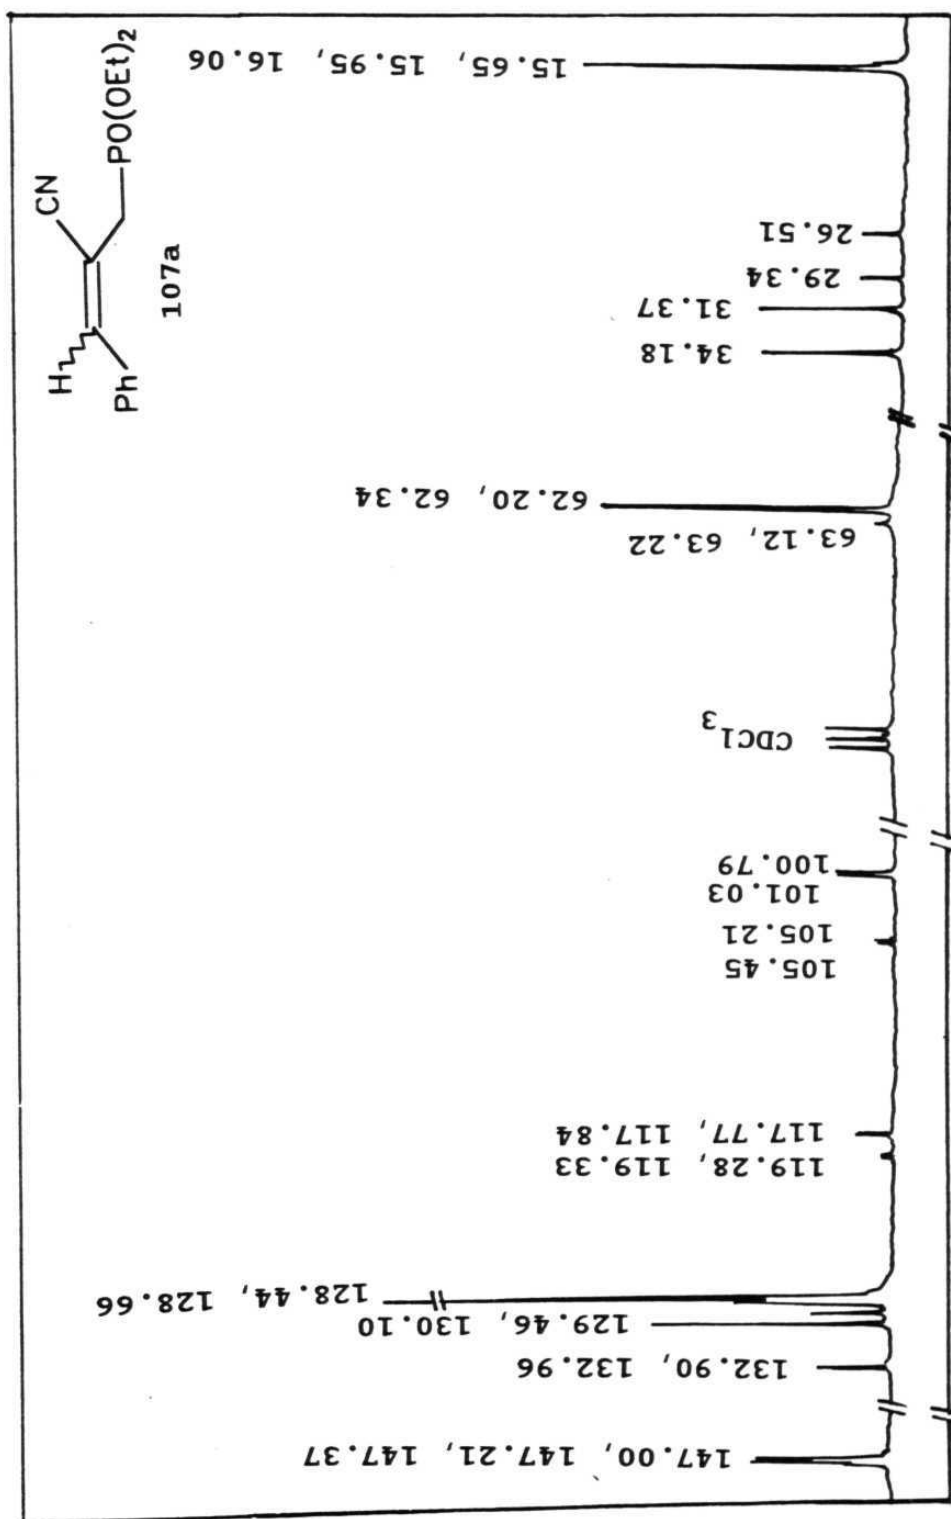 CN
H
Ph
PO(OEt)2
107a
15.65, 15.95, 16.06
26.51
29.34
31.37
34.18
62.20, 62.34
63.12, 63.22
CDCl3
100.79
101.03
105.21
105.45
117.77, 117.84
119.28, 119.33
128.44, 128.66
129.46, 130.10
132.90, 132.96
147.00, 147.21, 147.37